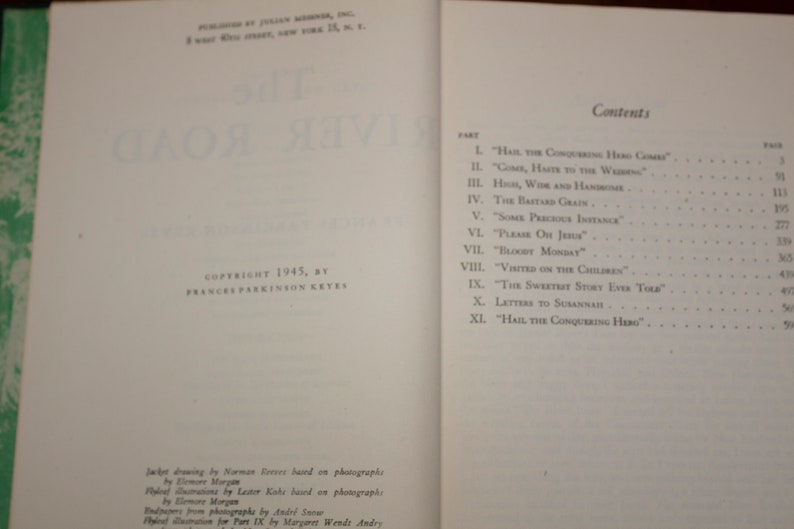 PUBLISHED BY JULIAN MESSNER, INC.
8 WEST 40TH STREET, NEW YORK 18, N. Y.
The
RIVER ROAD
FRANCES PARKINSON KEYES
COPYRIGHT 1945, BY
FRANCES PARKINSON KEYES
Jacket drawing by Norman Reeves based on photographs
by Elemore Morgan
Flyleaf illustrations by Lester Kohs based on photographs
by Elemore Morgan
Endpapers from photographs by André Snow
Flyleaf illustration for Part IX by Margaret Wendt Andry
Contents
PART PAGE
I. "Hail the Conquering Hero Comes" . . . . . . . . 3
II. "Come, Haste to the Wedding" . . . . . . . . . 91
III. High, Wide and Handsome . . . . . . . . . . 113
IV. The Bastard Grain . . . . . . . . . . . . 195
V. "Some Precious Instance" . . . . . . . . . . 277
VI. "Please Oh Jesus" . . . . . . . . . . . . 339
VII. "Bloody Monday" . . . . . . . . . . . . 365
VIII. "Visited on the Children" . . . . . . . . . 439
IX. "The Sweetest Story Ever Told" . . . . . . . 497
X. Letters to Susannah . . . . . . . . . . . 56
XI. "Hail the Conquering Hero" . . . . . . . . . 59